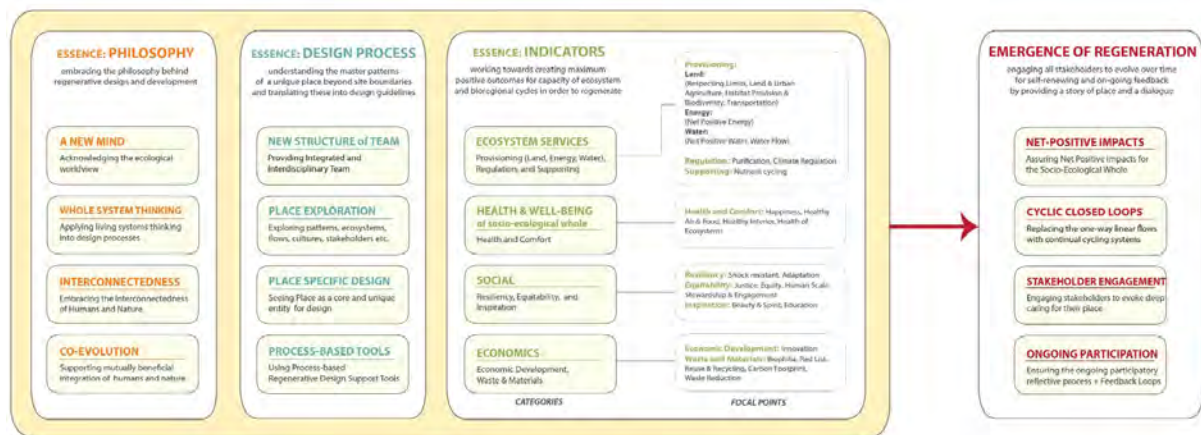 ESSENCE: PHILOSOPHY
embracing the philosophy behind
regenerative design and development
A NEW MIND
Acknowledging the ecological
worldview
WHOLE SYSTEM THINKING
Applying living systems thinking
into design processes
INTERCONNECTEDNESS
Embracing the Interconnectedness
of Humans and Nature
CO-EVOLUTION
Supporting mutually beneficial
integration of humans and nature
ESSENCE: DESIGN PROCESS
understanding the master patterns
of a unique place beyond site boundaries
and translating these into design guidelines
NEW STRUCTURE of TEAM
Providing Integrated and
Interdisciplinary Team
PLACE EXPLORATION
Exploring patterns, ecosystems,
flows, cultures, stakeholders etc.
PLACE SPECIFIC DESIGN
Seeing Place as a core and unique
entity for design
PROCESS-BASED TOOLS
Using Process-based
Regenerative Design Support Tools
ESSENCE: INDICATORS
working towards creating maximum
positive outcomes for capacity of ecosystem
and bioregional cycles in order to regenerate
ECOSYSTEM SERVICES
Provisioning (Land, Energy, Water),
Regulation, and Supporting
HEALTH & WELL-BEING
of socio-ecological whole
Health and Comfort
SOCIAL
Resiliency, Equitability, and
Inspiration
ECONOMICS
Economic Development,
Waste & Materials
CATEGORIES
Provisioning:
Land:
(Respecting Limits, Land & Urban
Agriculture, Habitat Provision &
Biodiversity, Transportation)
Energy:
(Net Positive Energy)
Water:
(Net Positive Water, Water Flow)
Regulation: Purification, Climate Regulation
Supporting: Nutrient cycling
Health and Comfort: Happiness, Healthy
Air & Food, Healthy Interior, Health of
Ecosystems
Resiliency: Shock resistant, Adaptation
Equitability: Justice, Equity, Human Scale
Stewardship & Engagement
Inspiration: Beauty & Spirit, Education
Economic Development: Innovation
Waste and Materials: Biophilia, Red List,
Reuse & Recycling, Carbon Footprint,
Waste Reduction
FOCAL POINTS
EMERGENCE OF REGENERATION
engaging all stakeholders to evolve over time
for self-renewing and on-going feedback
by providing a story of place and a dialogue
NET-POSITIVE IMPACTS
Assuring Net Positive impacts for
the Socio-Ecological Whole
CYCLIC CLOSED LOOPS
Replacing the one-way linear flows
with continual cycling systems
STAKEHOLDER ENGAGEMENT
Engaging stakeholders to evolve deep
caring for their place
ONGOING PARTICIPATION
Ensuring the ongoing participatory
reflective process + Feedback Loops